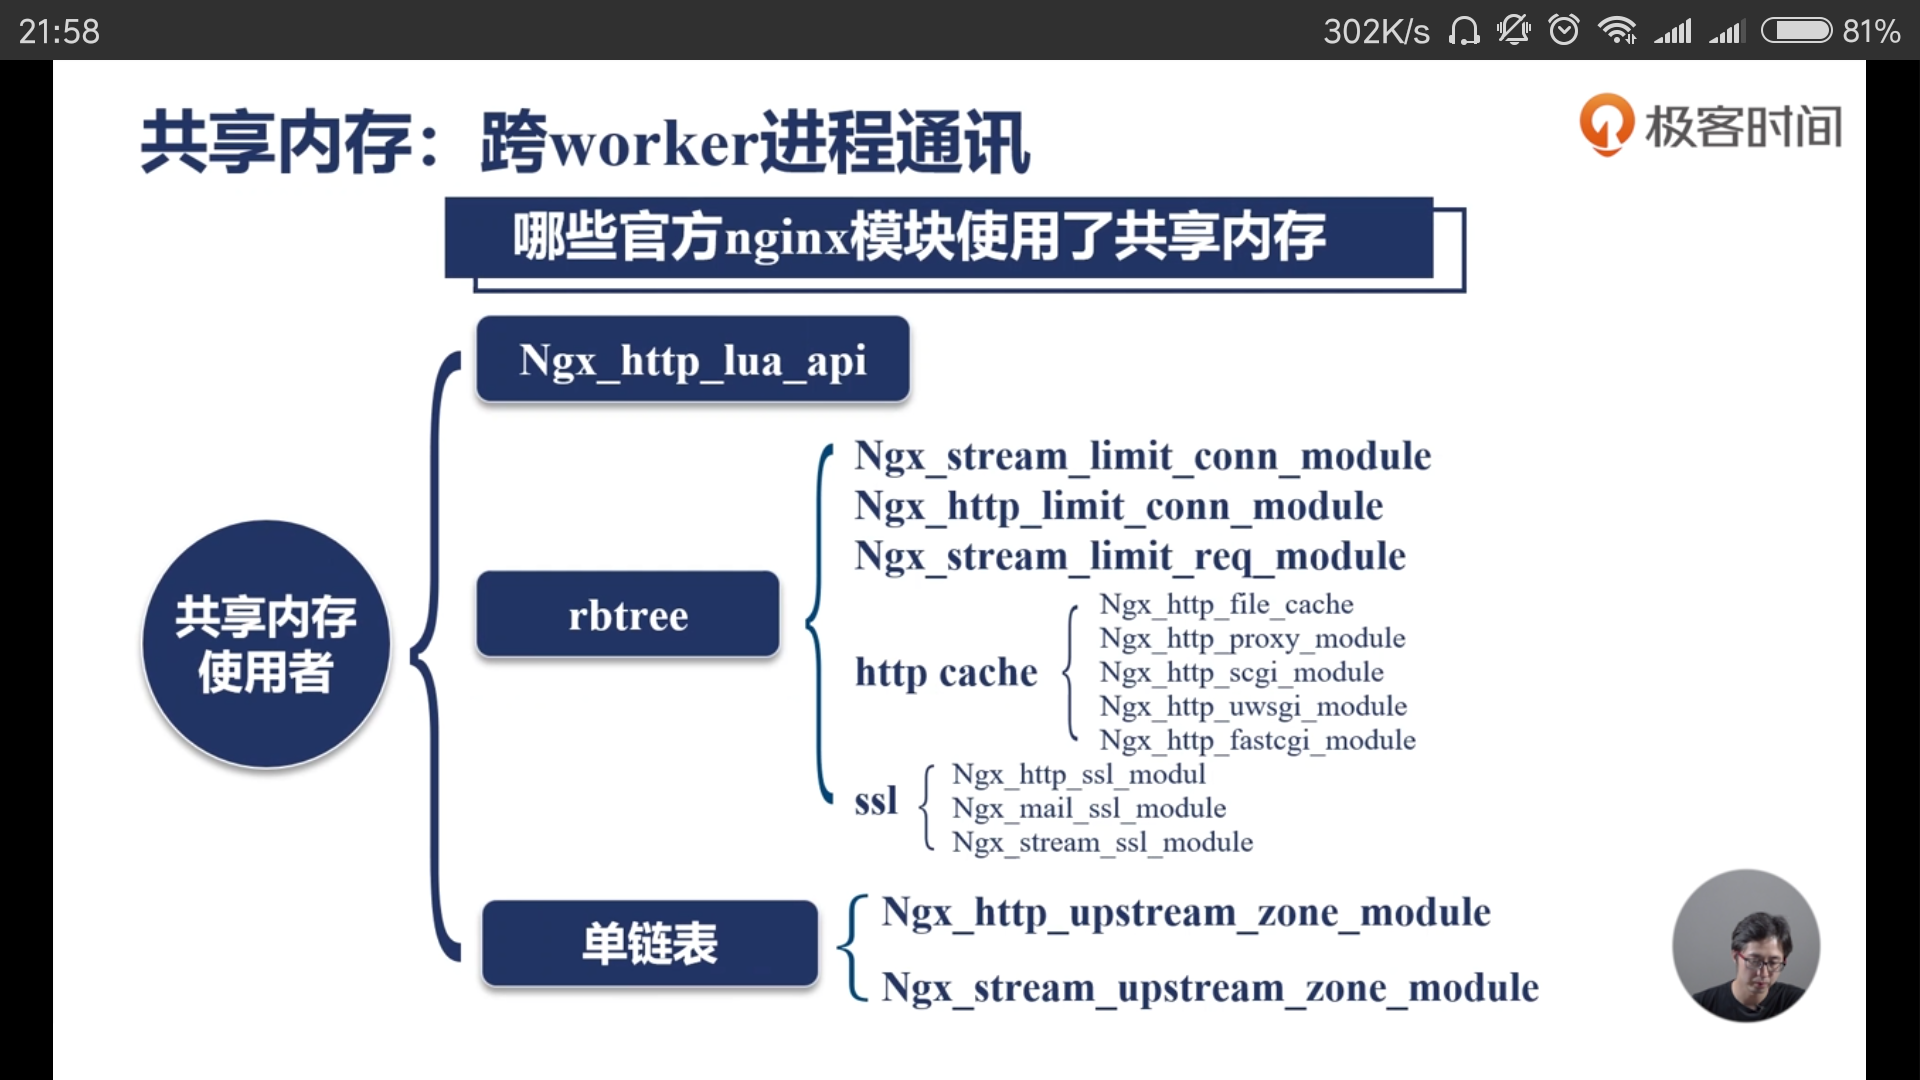 21:58
302K/s
81%
极客时间
共享内存：跨worker进程通讯
哪些官方nginx模块使用了共享内存
共享内存
使用者
Ngx_http_lua_api
rbtree
Ngx_stream_limit_conn_module
Ngx_http_limit_conn_module
Ngx_stream_limit_req_module
http cache
Ngx_http_file_cache
Ngx_http_proxy_module
Ngx_http_scgi_module
Ngx_http_uwsgi_module
Ngx_http_fastcgi_module
ssl
Ngx_http_ssl_modul
Ngx_mail_ssl_module
Ngx_stream_ssl_module
单链表
Ngx_http_upstream_zone_module
Ngx_stream_upstream_zone_module